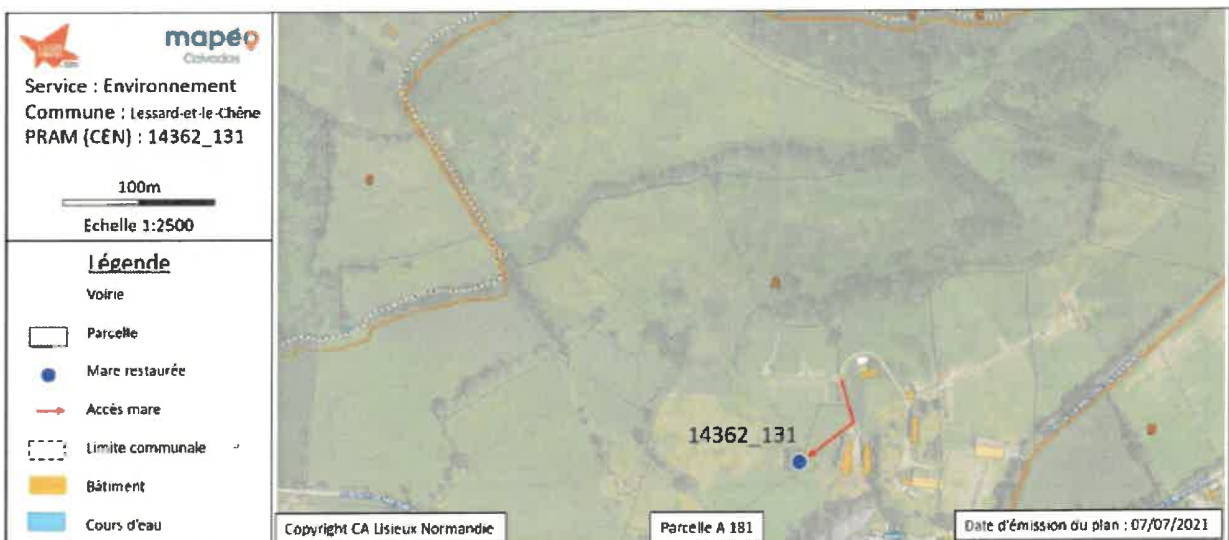 mapéo
Calvados
Service : Environnement
Commune : Lessard-et-le-Chêne
PRAM (CEN) : 14362_131
100m
Echelle 1:2500
Légende
Voirie
Parcelle
Mare restaurée
Accès mare
Limite communale
Bâtiment
Cours d'eau
A
B
14362_131
Copyright CA Lisieux Normandie
Parcelle A 181
Date d'émission du plan : 07/07/2021